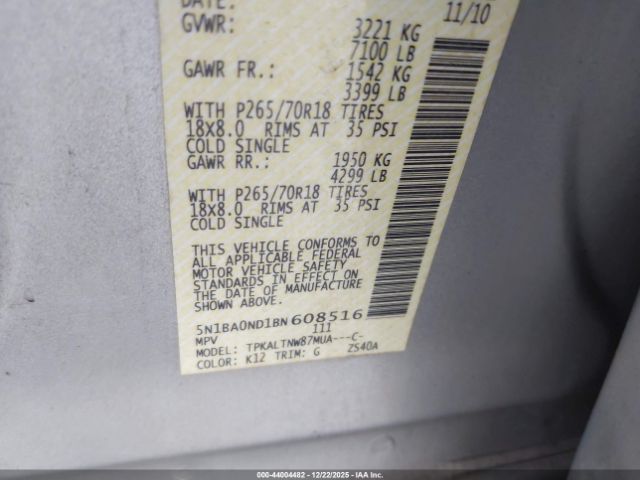 DATE: 11/10
GVWR: 3221 KG
7100 LB
GAWR FR.: 1542 KG
3399 LB
WITH P265/70R18 TIRES
18X8.0 RIMS AT 35 PSI
COLD SINGLE
GAWR RR.: 1950 KG
4299 LB
WITH P265/70R18 TIRES
18X8.0 RIMS AT 35 PSI
COLD SINGLE
THIS VEHICLE CONFORMS TO
ALL APPLICABLE FEDERAL
MOTOR VEHICLE SAFETY
STANDARDS IN EFFECT ON
THE DATE OF MANUFACTURE
SHOWN ABOVE.
5N1BA0ND1BN608516
MPV 111
MODEL: TPKALTNW87MUA---C-
COLOR: K12 TRIM: G ZS40A
000-44004482 - 12/22/2025 - IAA Inc.